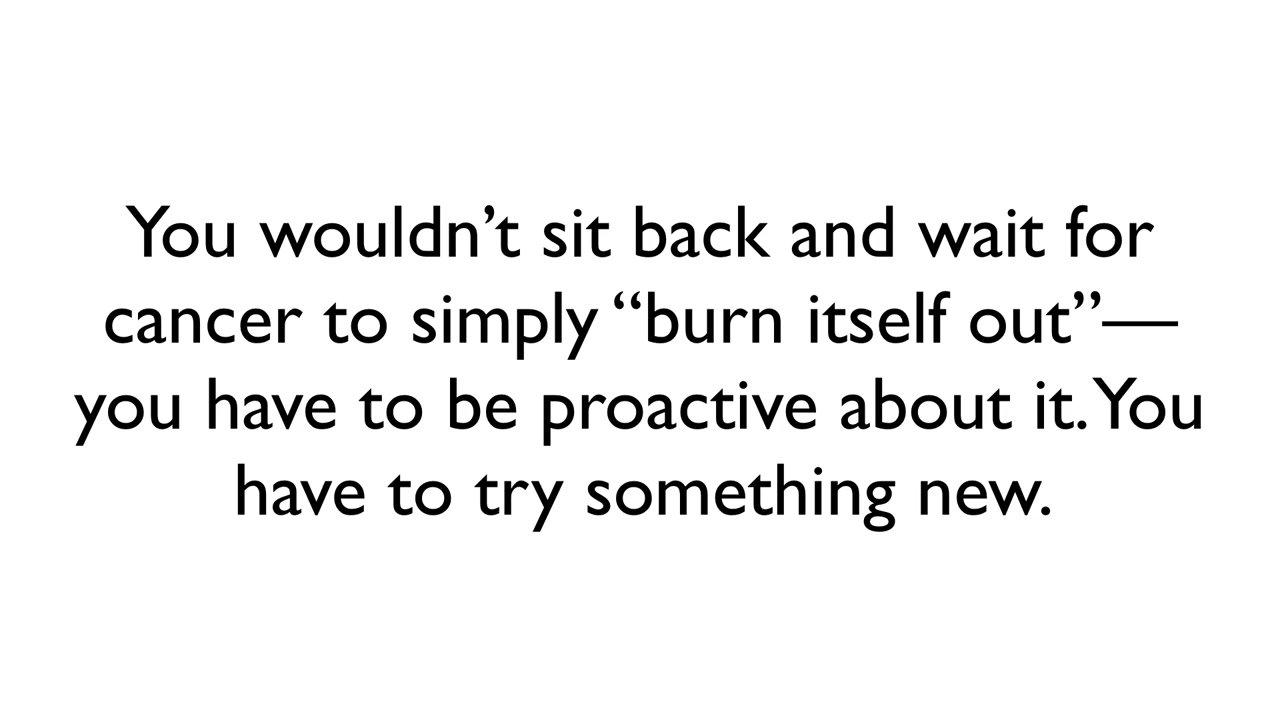 You wouldn’t sit back and wait for
cancer to simply “burn itself out”—
you have to be proactive about it. You
have to try something new.